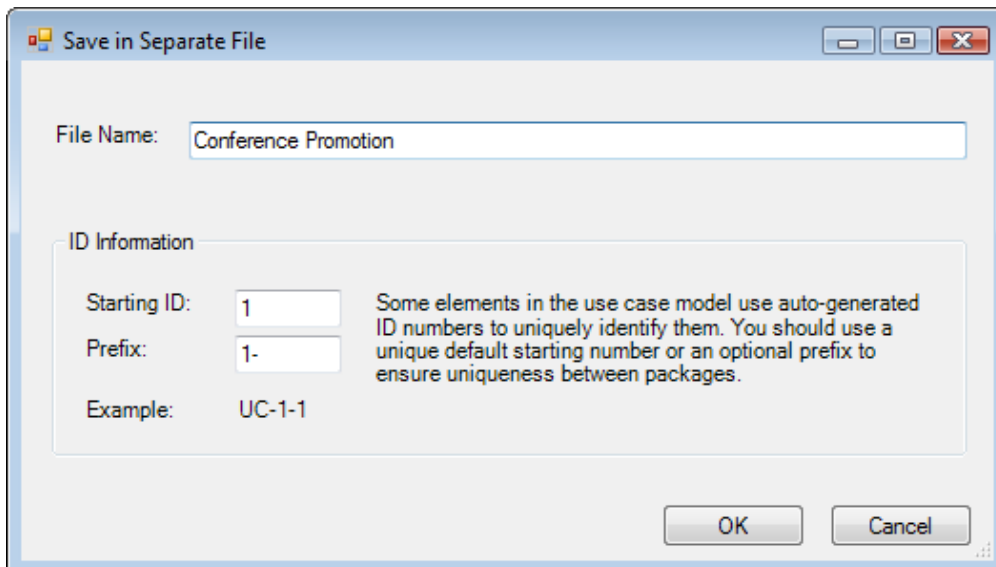 Save in Separate File
File Name: Conference Promotion
ID Information
Starting ID: 1
Prefix: 1-
Example: UC-1-1
Some elements in the use case model use auto-generated
ID numbers to uniquely identify them. You should use a
unique default starting number or an optional prefix to
ensure uniqueness between packages.
OK Cancel